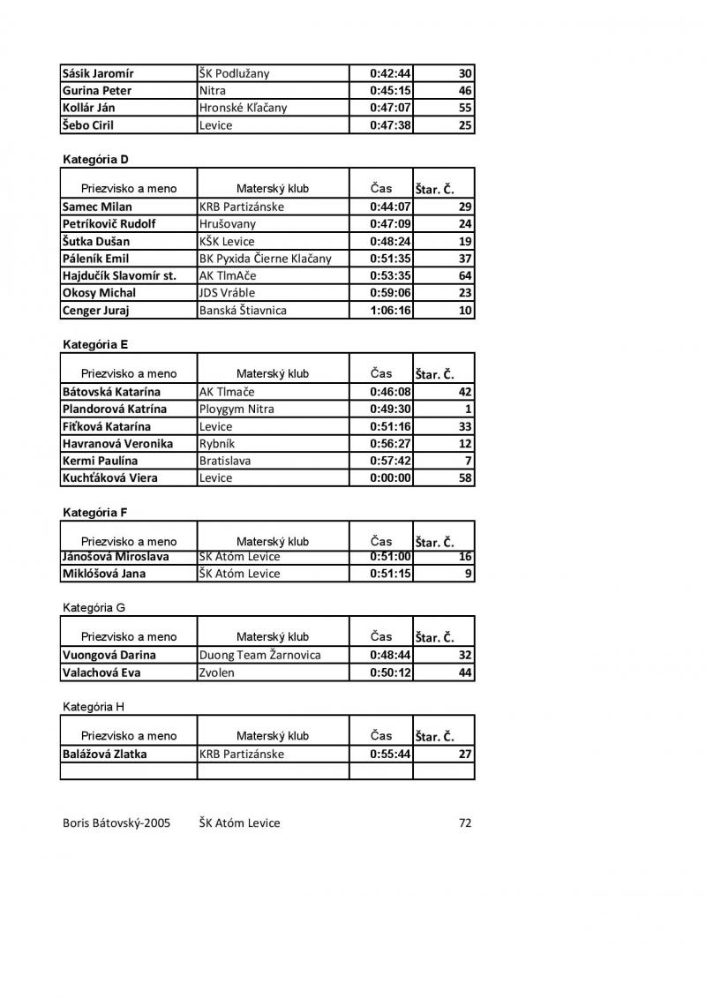 Sásik Jaromír ŠK Podlužany 0:42:44 30
Gurina Peter Nitra 0:45:15 46
Kollár Ján Hronské Kľačany 0:47:07 55
Šebo Ciril Levice 0:47:38 25
Kategória D
Priezvisko a meno Materský klub Čas Štar. Č.
Samec Milan KRB Partizánske 0:44:07 29
Petríkovič Rudolf Hrušovany 0:47:09 24
Šutka Dušan KŠK Levice 0:48:24 19
Páleník Emil BK Pyxida Čierne Klačany 0:51:35 37
Hajdučík Slavomír st. AK TlmAče 0:53:35 64
Okosy Michal JDS Vráble 0:59:06 23
Cenger Juraj Banská Štiavnica 1:06:16 10
Kategória E
Priezvisko a meno Materský klub Čas Štar. Č.
Bátovská Katarína AK Tlmače 0:46:08 42
Plandorová Katrína Ploygym Nitra 0:49:30 1
Fiťková Katarína Levice 0:51:16 33
Havranová Veronika Rybník 0:56:27 12
Kermi Paulína Bratislava 0:57:42 7
Kuchťáková Viera Levice 0:00:00 58
Kategória F
Priezvisko a meno Materský klub Čas Štar. Č.
Jánošová Miroslava ŠK Atóm Levice 0:51:00 16
Miklóšová Jana ŠK Atóm Levice 0:51:15 9
Kategória G
Priezvisko a meno Materský klub Čas Štar. Č.
Vuongová Darina Duong Team Žarnovica 0:48:44 32
Valachová Eva Zvolen 0:50:12 44
Kategória H
Priezvisko a meno Materský klub Čas Štar. Č.
Balážová Zlatka KRB Partizánske 0:55:44 27
Boris Bátovský-2005 ŠK Atóm Levice 72